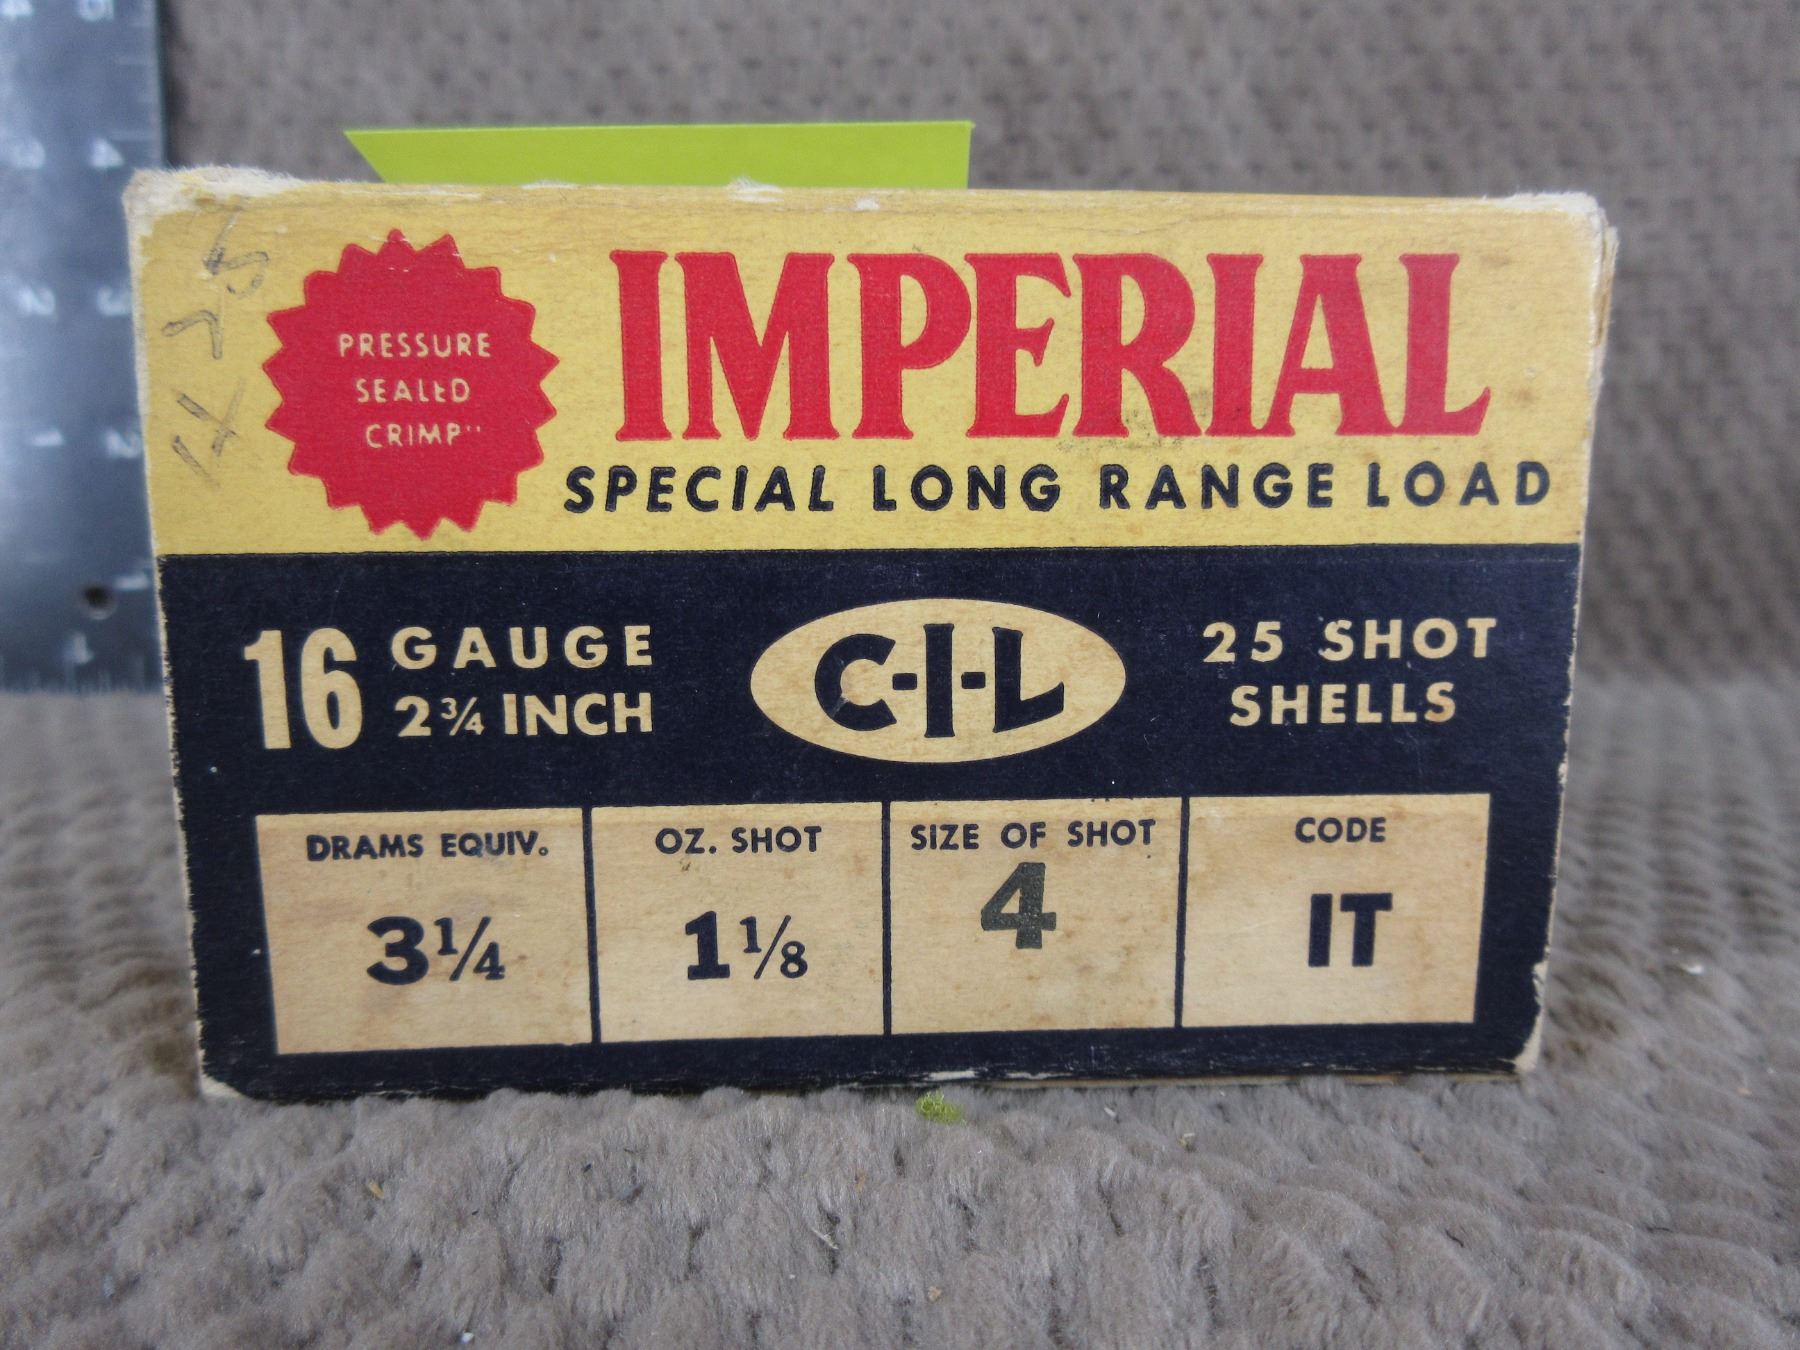 PRESSURE
SEALED
CRIMP"
IMPERIAL
SPECIAL LONG RANGE LOAD
16 GAUGE
2¾ INCH
C-I-L
25 SHOT
SHELLS
DRAMS EQUIV.
3¼
OZ. SHOT
1⅛
SIZE OF SHOT
4
CODE
IT